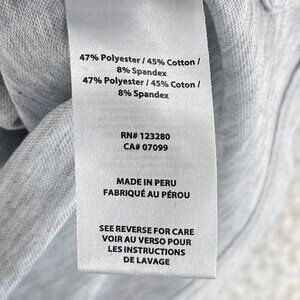 47% Polyester / 45% Cotton /
8% Spandex
47% Polyester / 45% Coton /
8% Spandex
RN# 123280
CA# 07099
MADE IN PERU
FABRIQUÉ AU PÉROU
SEE REVERSE FOR CARE
VOIR AU VERSO POUR
LES INSTRUCTIONS
DE LAVAGE